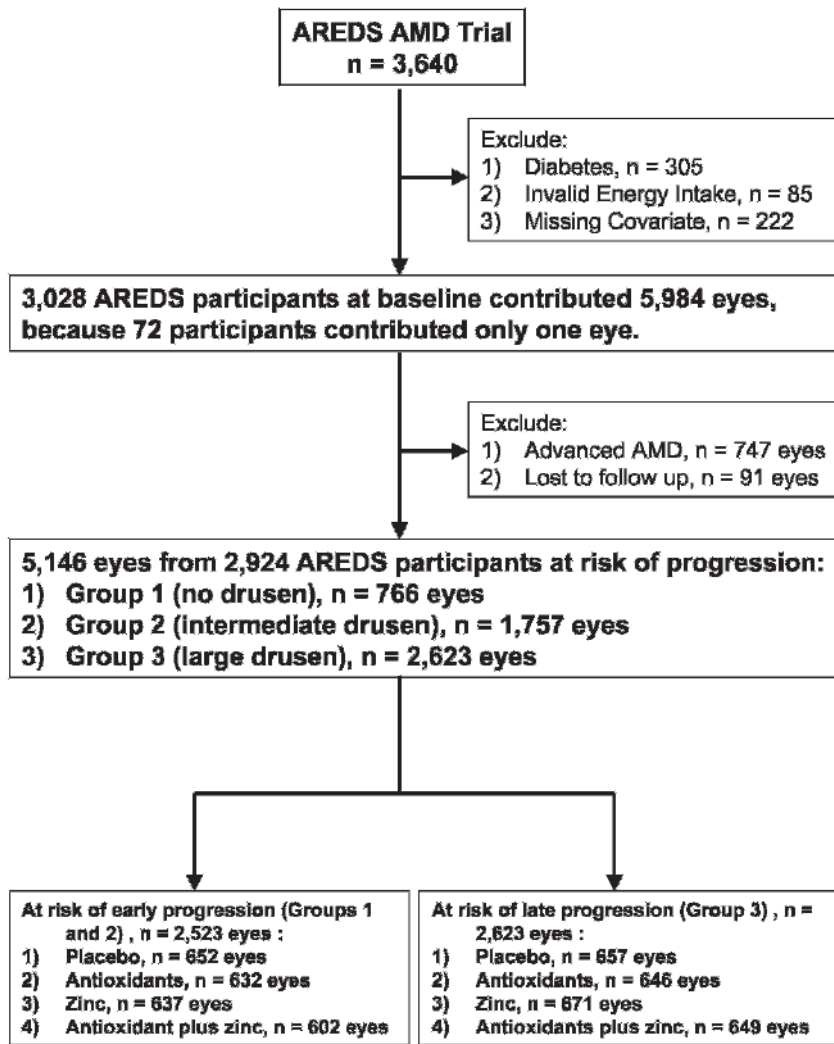 AREDS AMD Trial
n = 3,640
Exclude:
1) Diabetes, n = 305
2) Invalid Energy Intake, n = 85
3) Missing Covariate, n = 222
3,028 AREDS participants at baseline contributed 5,984 eyes,
because 72 participants contributed only one eye.
Exclude:
1) Advanced AMD, n = 747 eyes
2) Lost to follow up, n = 91 eyes
5,146 eyes from 2,924 AREDS participants at risk of progression:
1) Group 1 (no drusen), n = 766 eyes
2) Group 2 (intermediate drusen), n = 1,757 eyes
3) Group 3 (large drusen), n = 2,623 eyes
At risk of early progression (Groups 1
and 2) , n = 2,523 eyes :
1) Placebo, n = 652 eyes
2) Antioxidants, n = 632 eyes
3) Zinc, n = 637 eyes
4) Antioxidant plus zinc, n = 602 eyes
At risk of late progression (Group 3) , n =
2,623 eyes :
1) Placebo, n = 657 eyes
2) Antioxidants, n = 646 eyes
3) Zinc, n = 671 eyes
4) Antioxidants plus zinc, n = 649 eyes